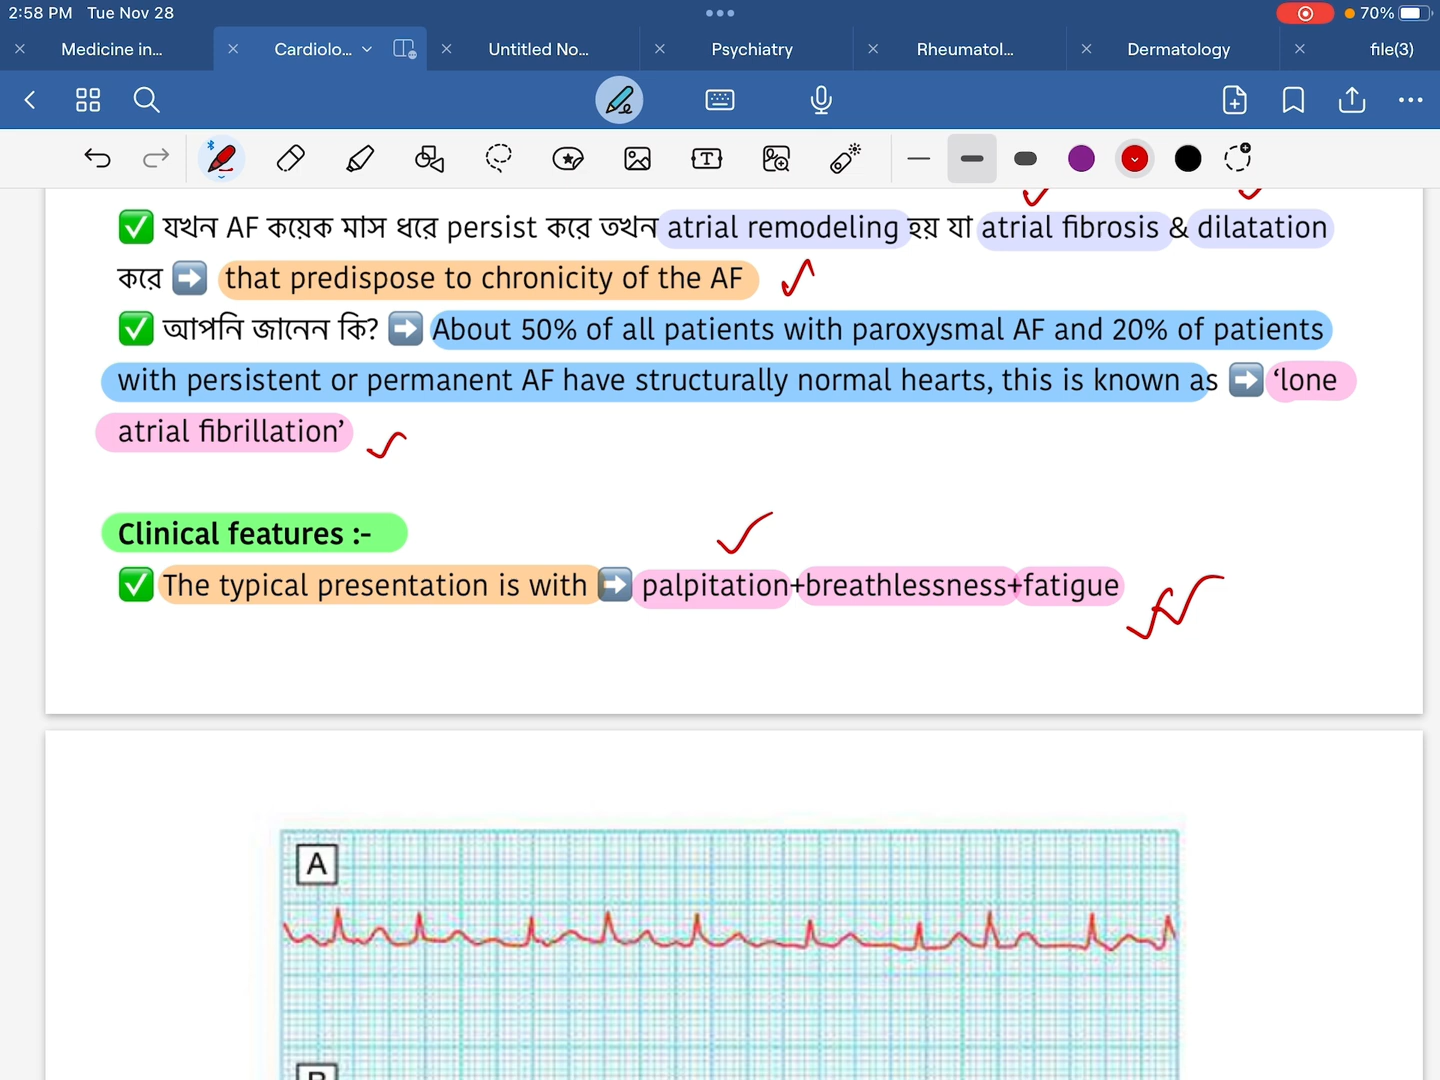 2:58 PM Tue Nov 28
70%
Medicine in...
Cardiolo...
Untitled No...
Psychiatry
Rheumatol...
Dermatology
file(3)
যখন AF কয়েক মাস ধরে persist করে তখন atrial remodeling হয় যা atrial fibrosis & dilatation
করে ➡️ that predispose to chronicity of the AF
আপনি জানেন কি? ➡️ About 50% of all patients with paroxysmal AF and 20% of patients
with persistent or permanent AF have structurally normal hearts, this is known as ➡️ ‘lone
atrial fibrillation’
Clinical features :-
The typical presentation is with ➡️ palpitation+breathlessness+fatigue
A